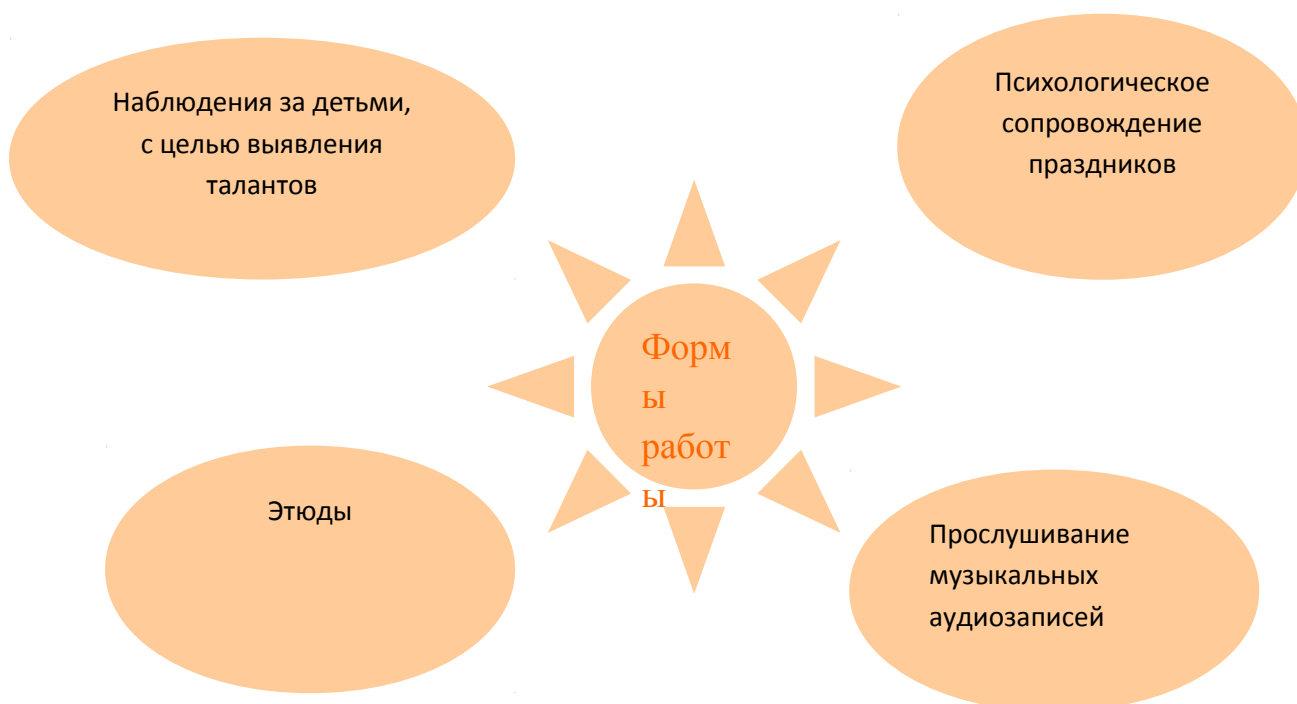 Наблюдения за детьми,
с целью выявления
талантов
Психологическое
сопровождение
праздников
Форм
ы
работ
ы
Этюды
Прослушивание
музыкальных
аудиозаписей